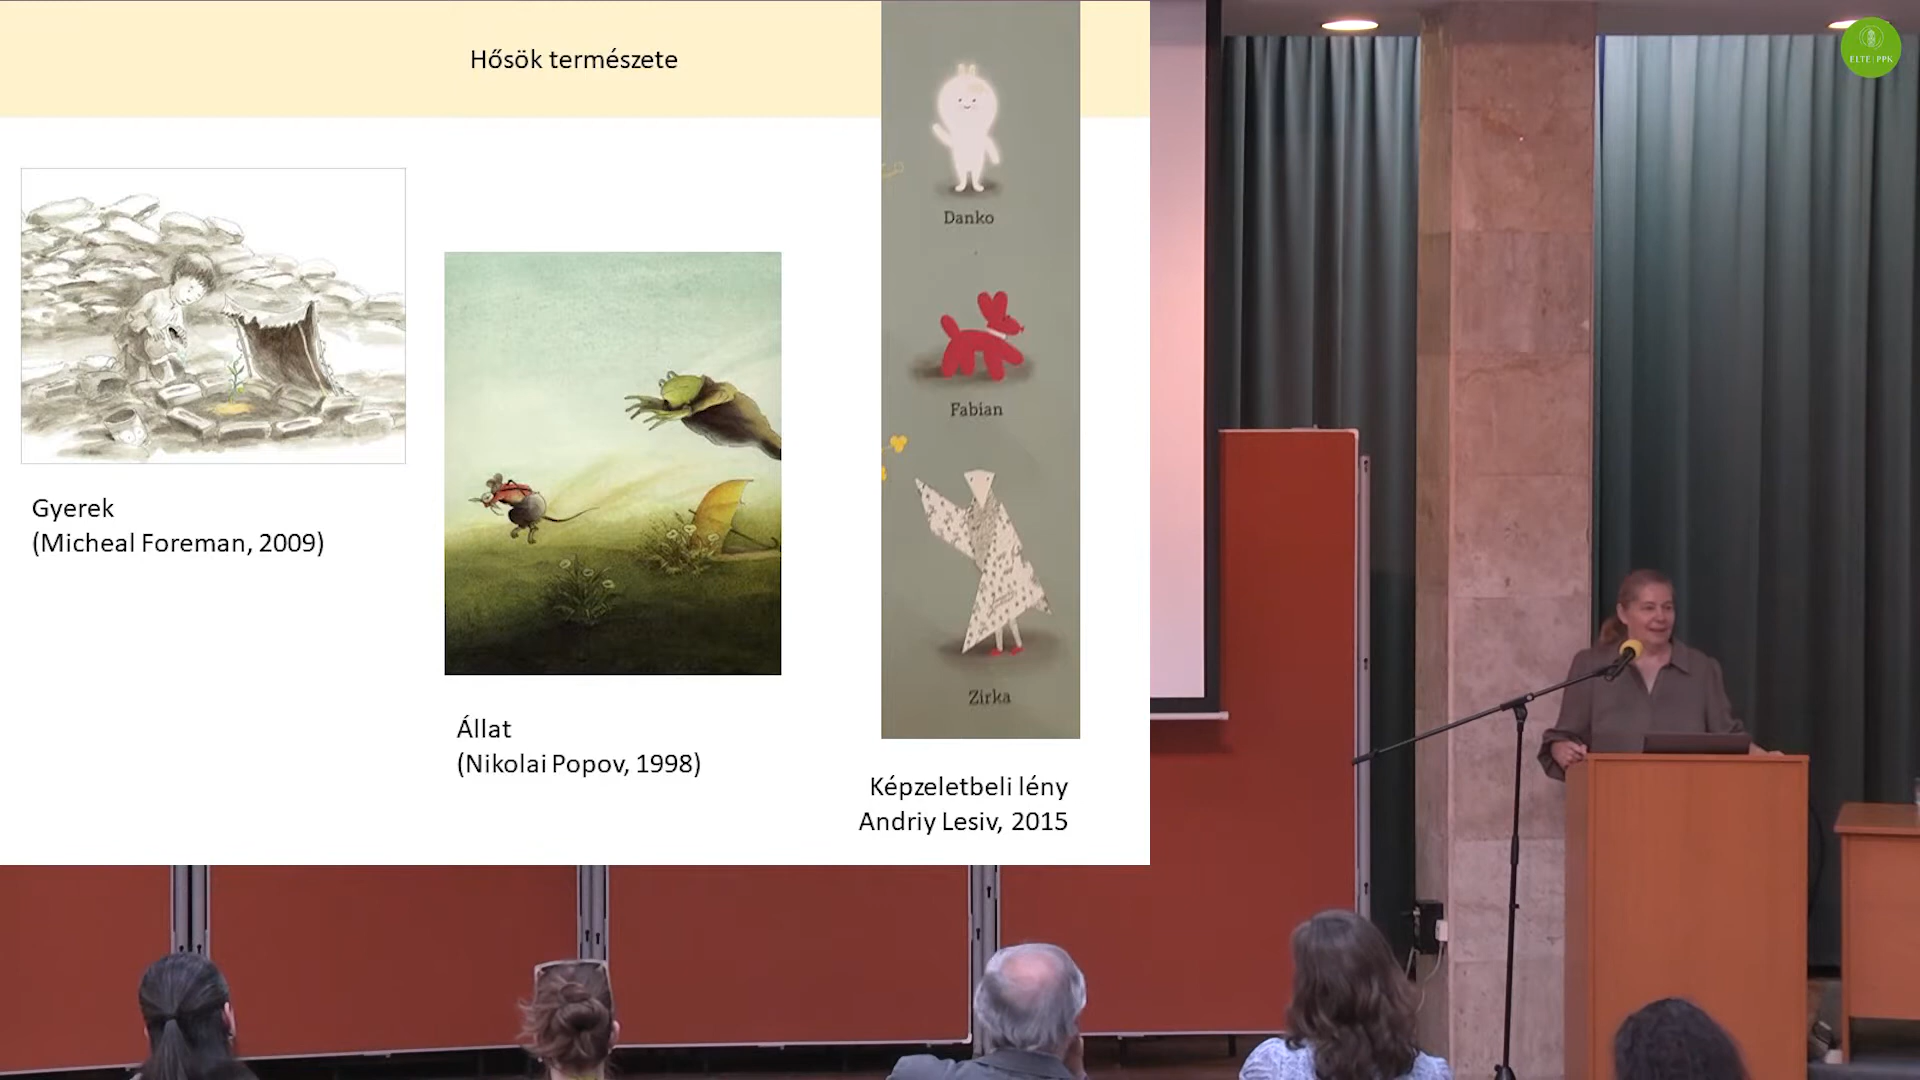 Hősök természete
Gyerek
(Micheal Foreman, 2009)
Állat
(Nikolai Popov, 1998)
Danko
Fabian
Zirka
Képzeletbeli lény
Andriy Lesiv, 2015
ELTE | PPK